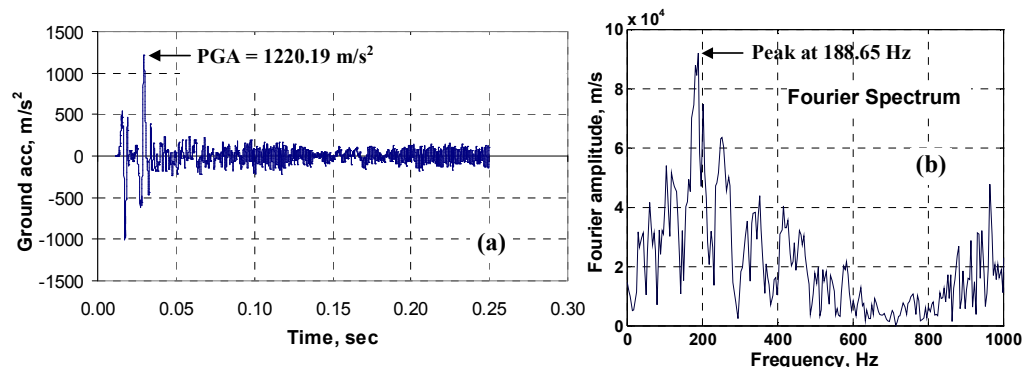 1500
1000
500
0
-500
-1000
-1500
Ground acc, m/s2
PGA = 1220.19 m/s2
(a)
0.00 0.05 0.10 0.15 0.20 0.25 0.30
Time, sec
10 x 10^4
8
6
4
2
0
Fourier amplitude, m/s
Peak at 188.65 Hz
Fourier Spectrum
(b)
0 200 400 600 800 1000
Frequency, Hz